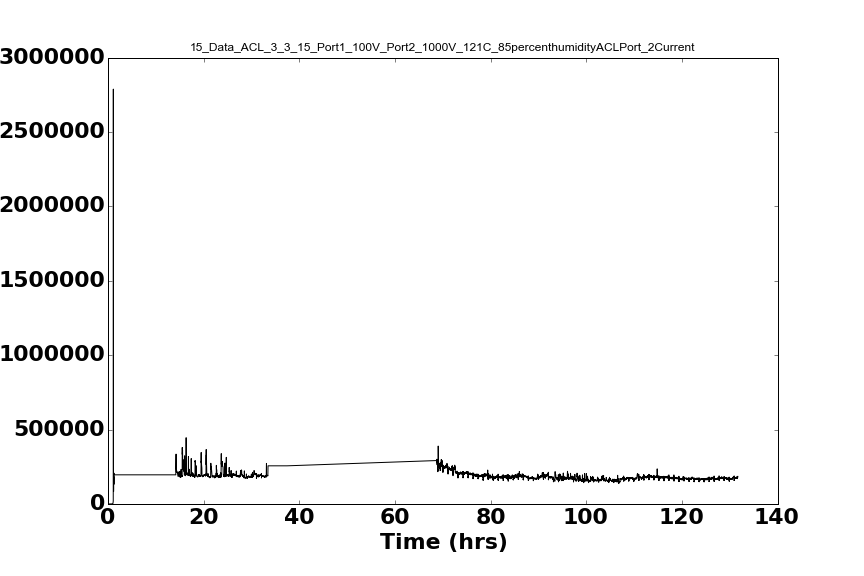 15_Data_ACL_3_3_15_Port1_100V_Port2_1000V_121C_85percenthumidityACLPort_2Current
3000000
2500000
2000000
1500000
1000000
500000
0
0 20 40 60 80 100 120 140
Time (hrs)